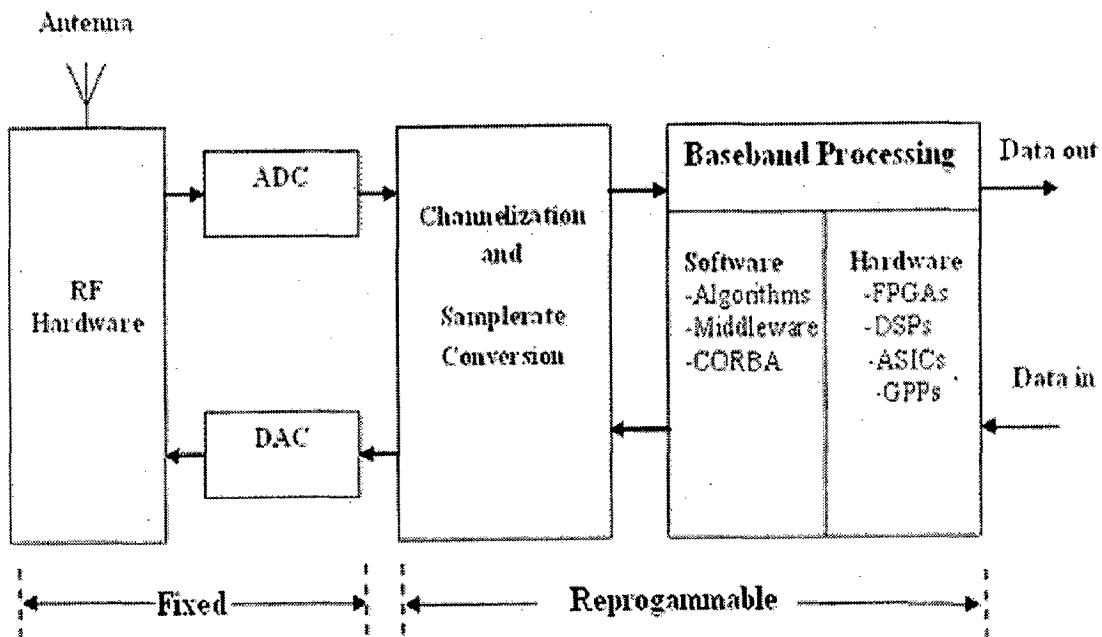 Antenna
RF
Hardware
ADC
DAC
Channelization
and
Samplerate
Conversion
Baseband Processing
Software
-Algorithms
-Middleware
-CORBA
Hardware
-FPGAs
-DSPs
-ASICs
-GPPs
Data out
Data in
Fixed
Reprogammable